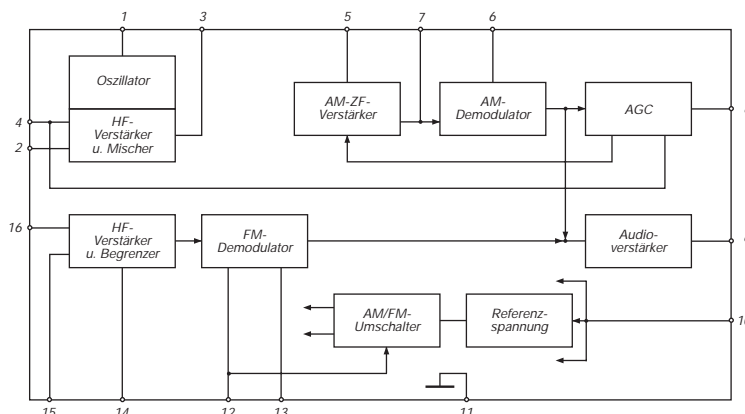 1
3
5
7
6
Oszillator
AM-ZF-
Verstärker
AM-
Demodulator
AGC
4
2
HF-
Verstärker
u. Mischer
16
HF-
Verstärker
u. Begrenzer
FM-
Demodulator
Audio-
verstärker
AM/FM-
Umschalter
Referenz-
spannung
10
15
14
12
13
11